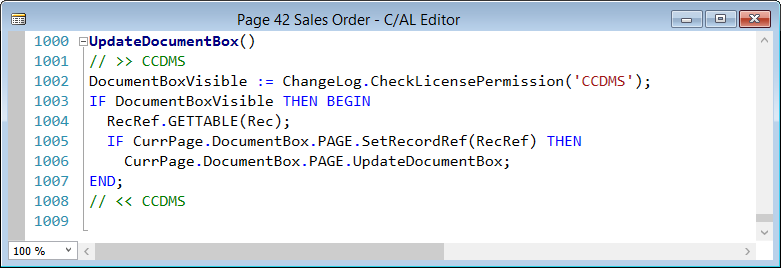 Page 42 Sales Order - C/AL Editor
1000 UpdateDocumentBox()
1001 // >> CCDMS
1002 DocumentBoxVisible := ChangeLog.CheckLicensePermission('CCDMS');
1003 IF DocumentBoxVisible THEN BEGIN
1004   RecRef.GETTABLE(Rec);
1005   IF CurrPage.DocumentBox.PAGE.SetRecordRef(RecRef) THEN
1006     CurrPage.DocumentBox.PAGE.UpdateDocumentBox;
1007 END;
1008 // << CCDMS
1009
100 %